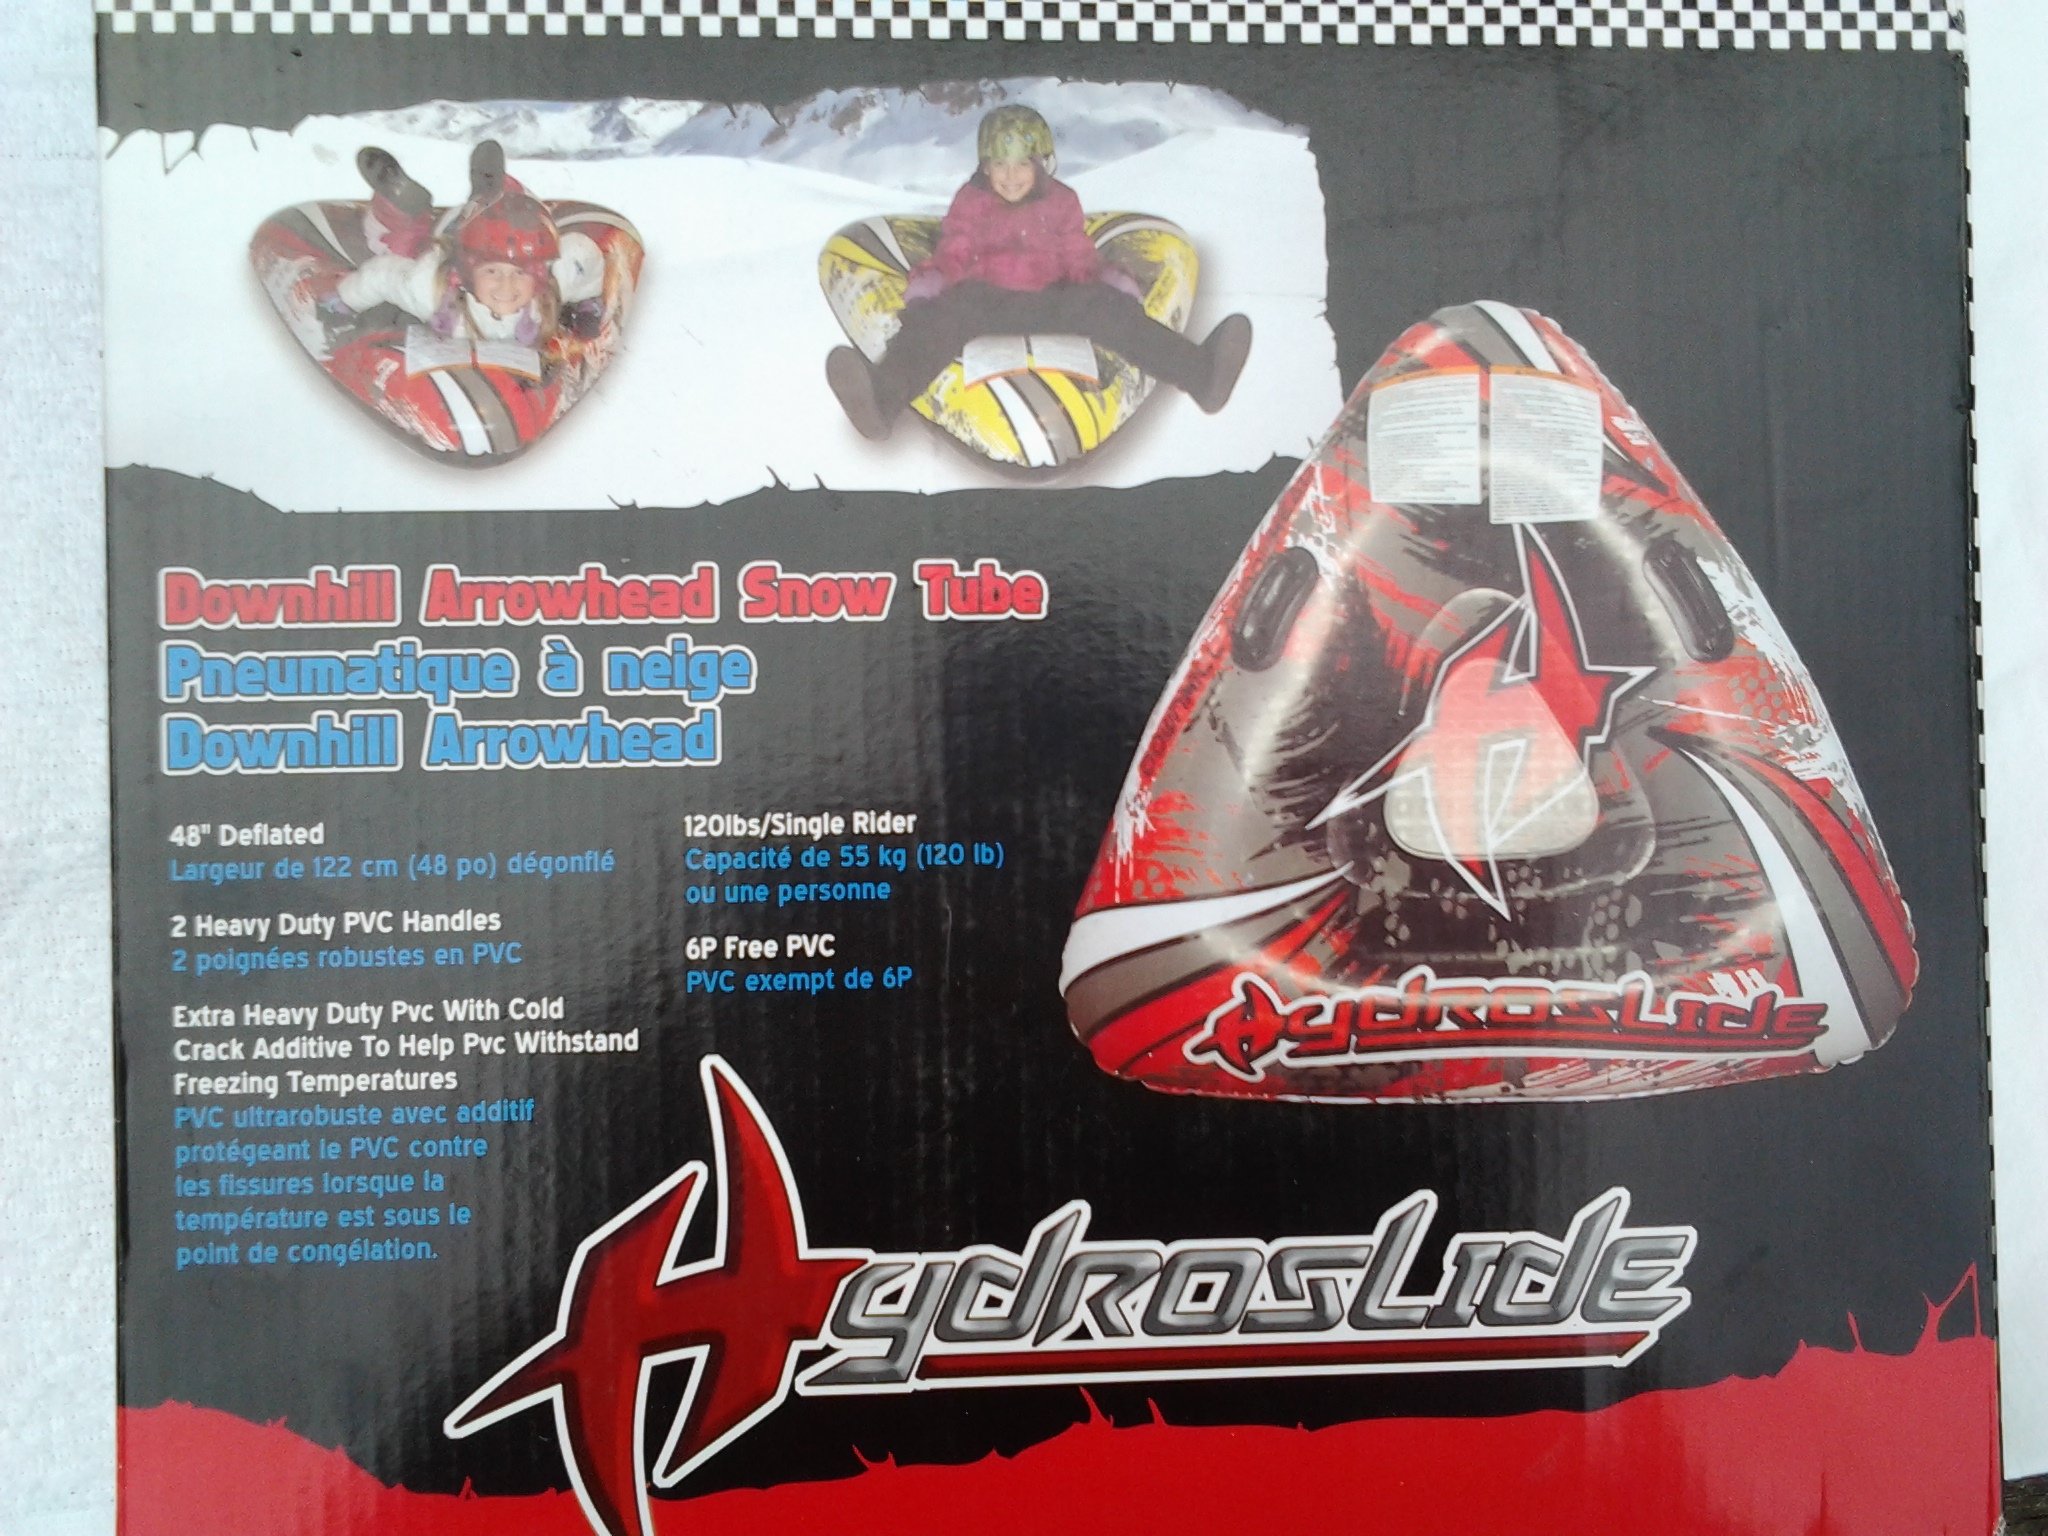 Downhill Arrowhead Snow Tube
Pneumatique à neige
Downhill Arrowhead
48" Deflated
Largeur de 122 cm (48 po) dégonflé
2 Heavy Duty PVC Handles
2 poignées robustes en PVC
Extra Heavy Duty Pvc With Cold
Crack Additive To Help Pvc Withstand
Freezing Temperatures
PVC ultrarobuste avec additif
protégeant le PVC contre
les fissures lorsque la
température est sous le
point de congélation.
120lbs/Single Rider
Capacité de 55 kg (120 lb)
ou une personne
6P Free PVC
PVC exempt de 6P
DOWNHILL
HydroSlide
HydroSlide